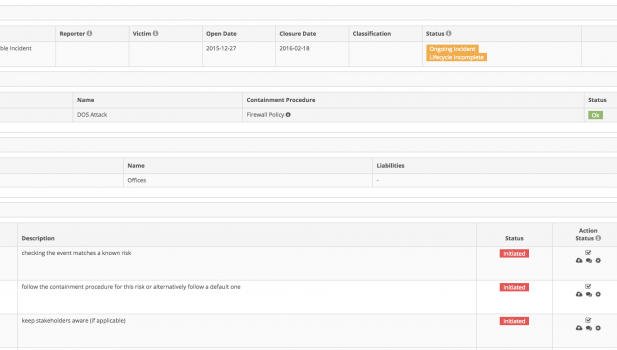 Reporter Victim Open Date Closure Date Classification Status
ble Incident 2015-12-27 2016-02-18 Ongoing Incident
Lifecycle Incomplete
Name Containment Procedure Status
DOS Attack Firewall Policy Ok
Name Liabilities
Offices -
Description Status Action Status
checking the event matches a known risk Initiated
follow the containment procedure for this risk or alternatively follow a default one Initiated
keep stakeholders aware (if applicable) Initiated